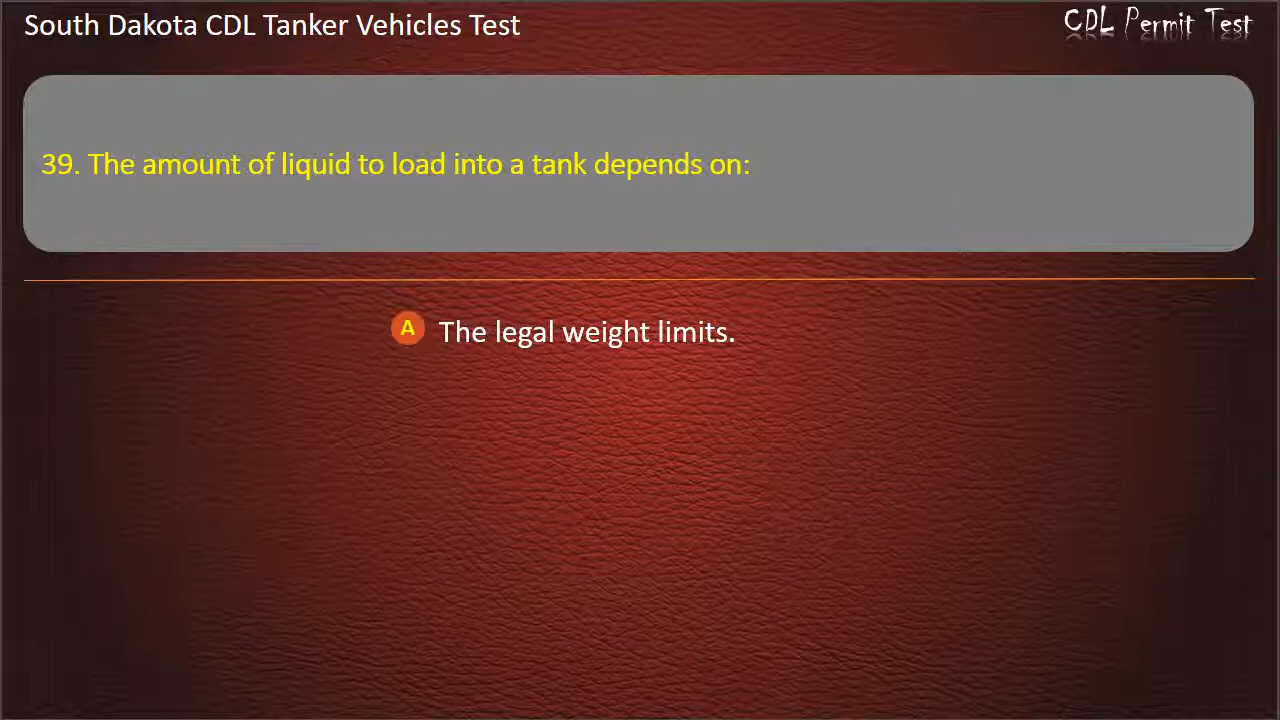 South Dakota CDL Tanker Vehicles Test
CDL Permit Test
39. The amount of liquid to load into a tank depends on:
A The legal weight limits.